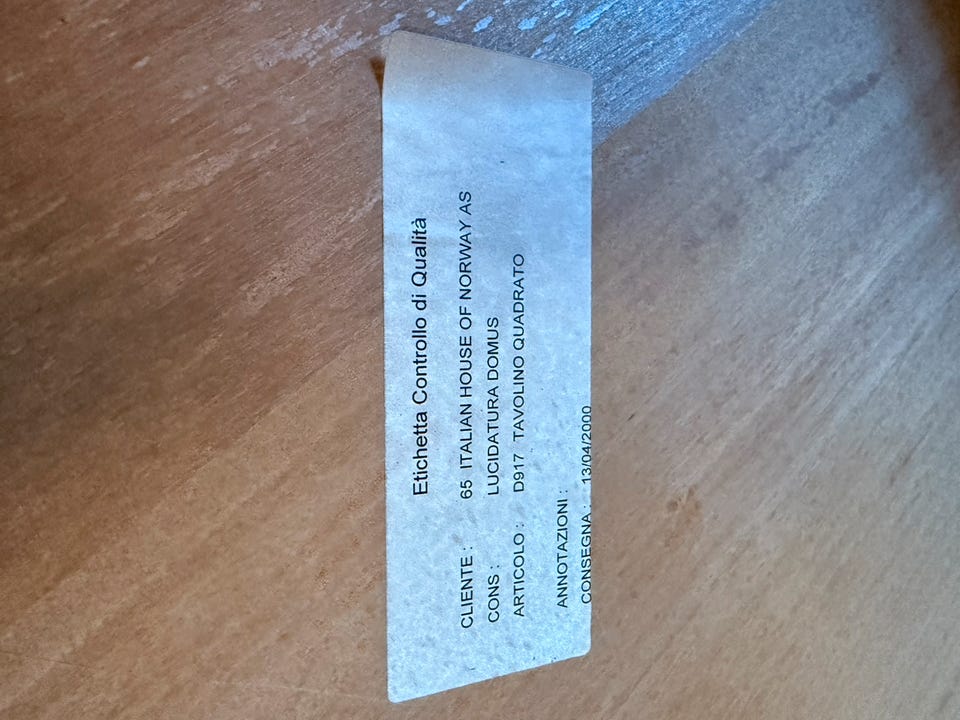 Etichetta Controllo di Qualità
CLIENTE : 65 ITALIAN HOUSE OF NORWAY AS
CONS : LUCIDATURA DOMUS
ARTICOLO : D917 TAVOLINO QUADRATO
ANNOTAZIONI :
CONSEGNA : 13/04/2000